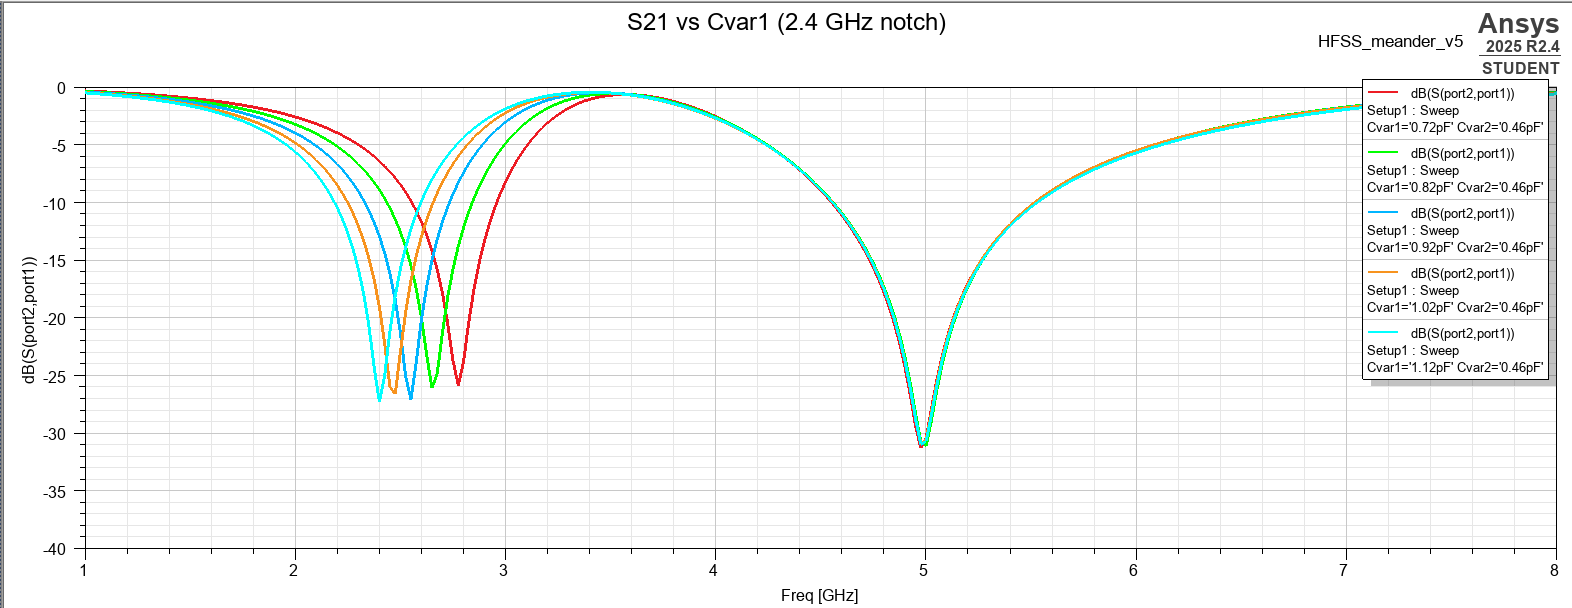 S21 vs Cvar1 (2.4 GHz notch)
HFSS_meander_v5
Ansys
2025 R2.4
STUDENT
dB(S(port2,port1))
Setup1 : Sweep
Cvar1='0.72pF' Cvar2='0.46pF'
dB(S(port2,port1))
Setup1 : Sweep
Cvar1='0.82pF' Cvar2='0.46pF'
dB(S(port2,port1))
Setup1 : Sweep
Cvar1='0.92pF' Cvar2='0.46pF'
dB(S(port2,port1))
Setup1 : Sweep
Cvar1='1.02pF' Cvar2='0.46pF'
dB(S(port2,port1))
Setup1 : Sweep
Cvar1='1.12pF' Cvar2='0.46pF'
dB(S(port2,port1))
0
-5
-10
-15
-20
-25
-30
-35
-40
1 2 3 4 5 6 7 8
Freq [GHz]